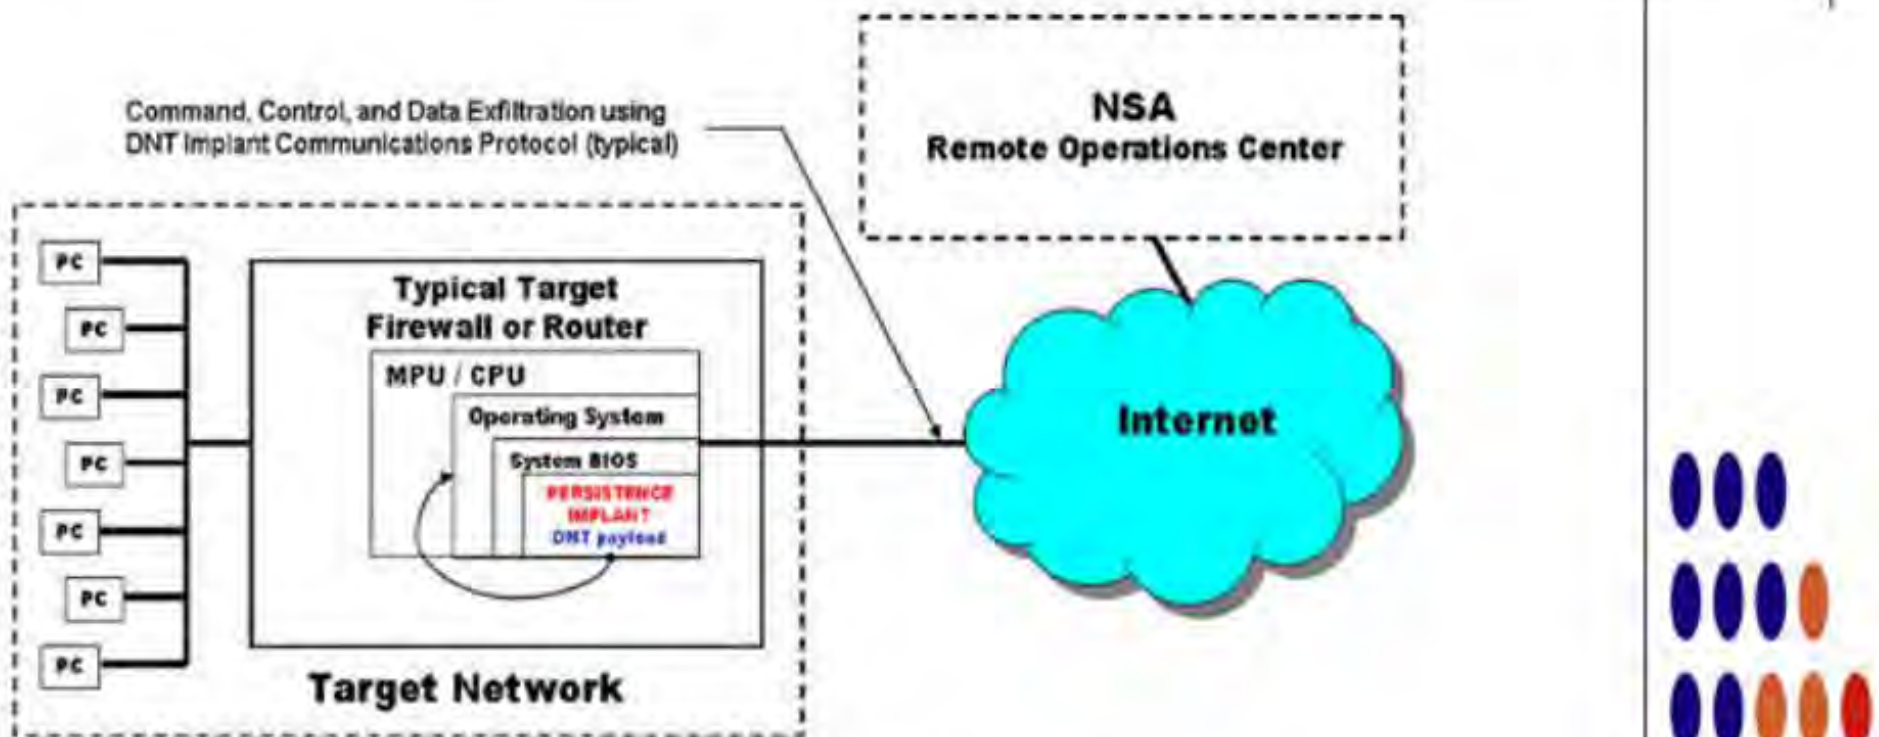 NSA
Remote Operations Center
Command, Control, and Data Exfiltration using
DNT Implant Communications Protocol (typical)
PC
PC
PC
PC
PC
PC
PC
Typical Target
Firewall or Router
MPU / CPU
Operating System
System BIOS
PERSISTENCE
IMPLANT
DNT payload
Internet
Target Network